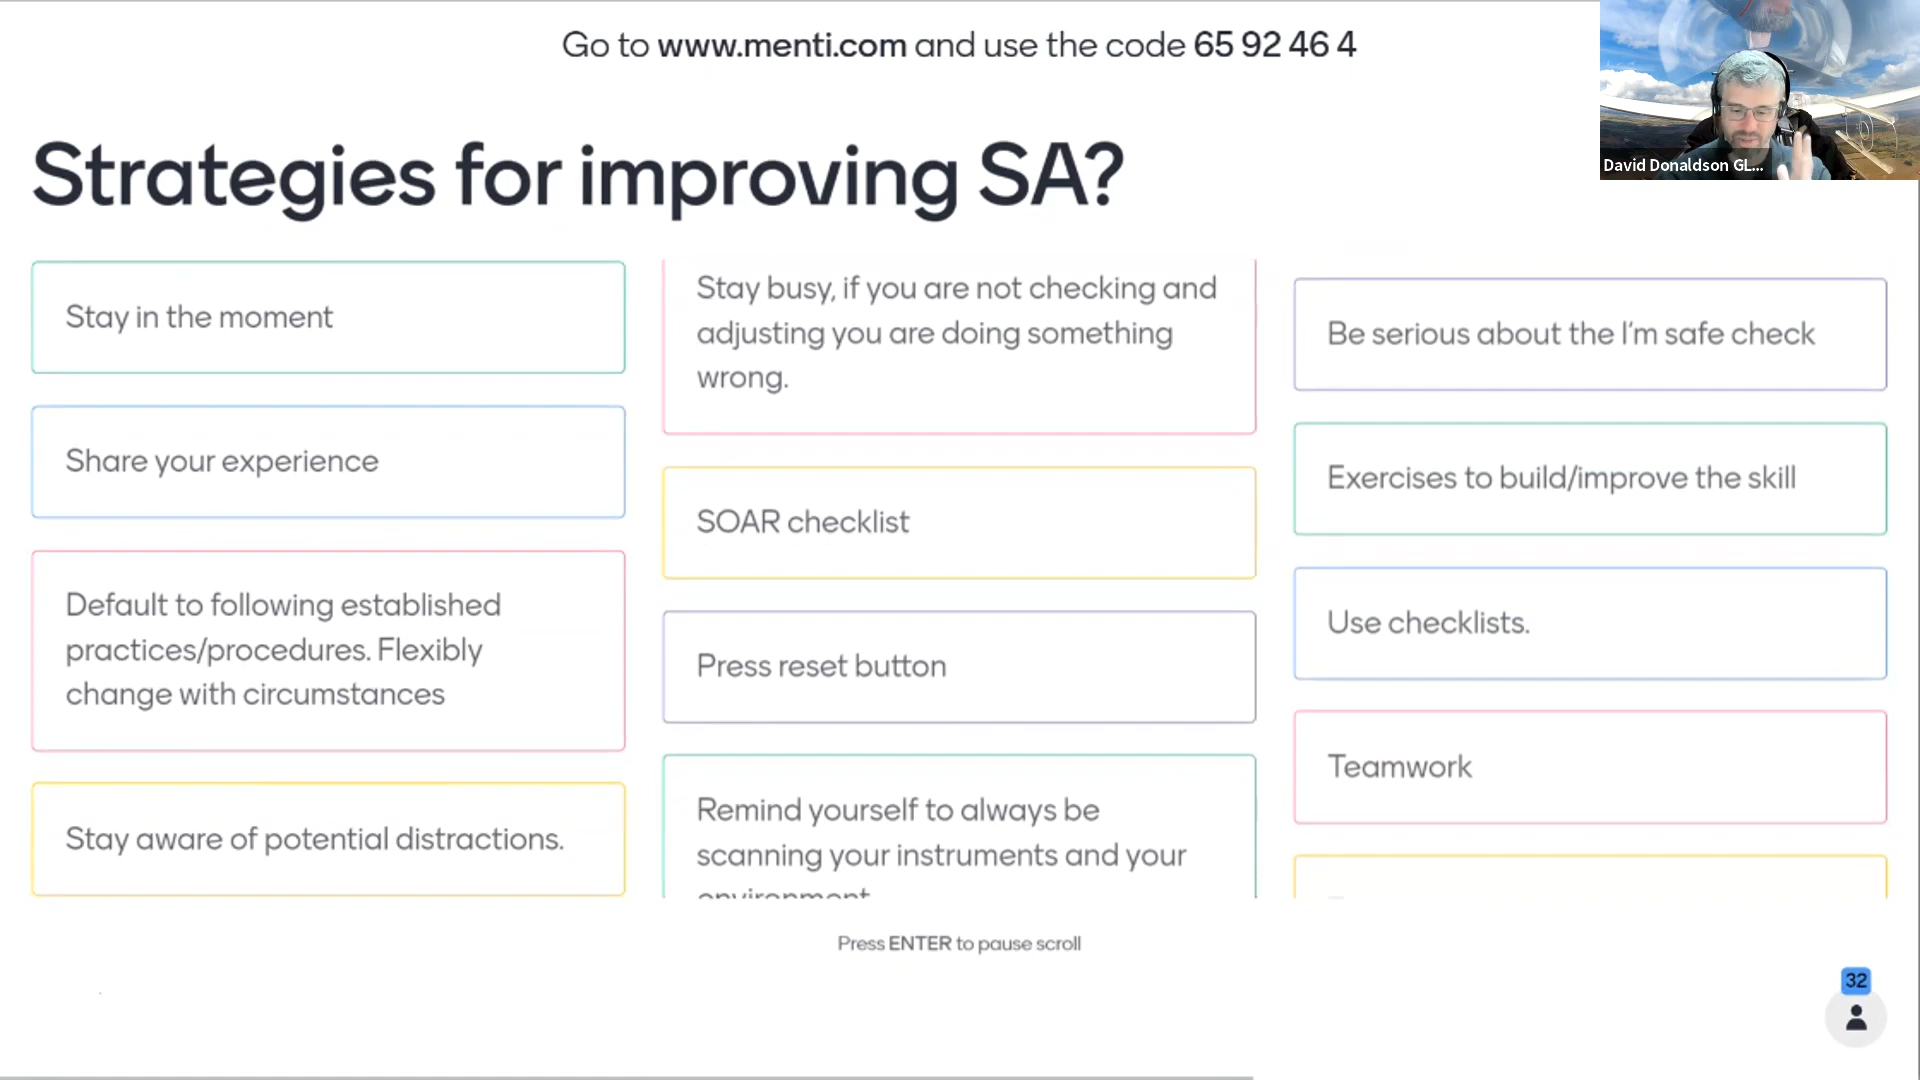 Go to www.menti.com and use the code 65 92 46 4
David Donaldson GL...
Strategies for improving SA?
Stay in the moment
Share your experience
Default to following established
practices/procedures. Flexibly
change with circumstances
Stay aware of potential distractions.
Stay busy, if you are not checking and
adjusting you are doing something
wrong.
SOAR checklist
Press reset button
Remind yourself to always be
scanning your instruments and your
environment
Be serious about the I'm safe check
Exercises to build/improve the skill
Use checklists.
Teamwork
Press ENTER to pause scroll
32